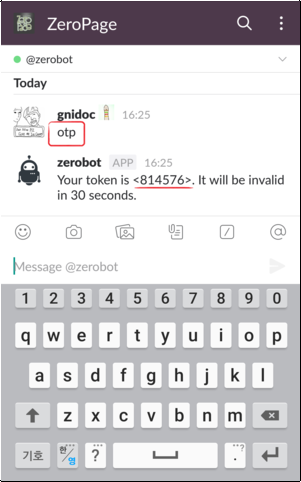 ZeroPage
@zerobot
Today
gnidoc 16:25
otp
zerobot APP 16:25
Your token is <814576>. It will be invalid
in 30 seconds.
Message @zerobot
1 2 3 4 5 6 7 8 9 0
q w e r t y u i o p
a s d f g h j k l
z x c v b n m
기호 한/영 ? .